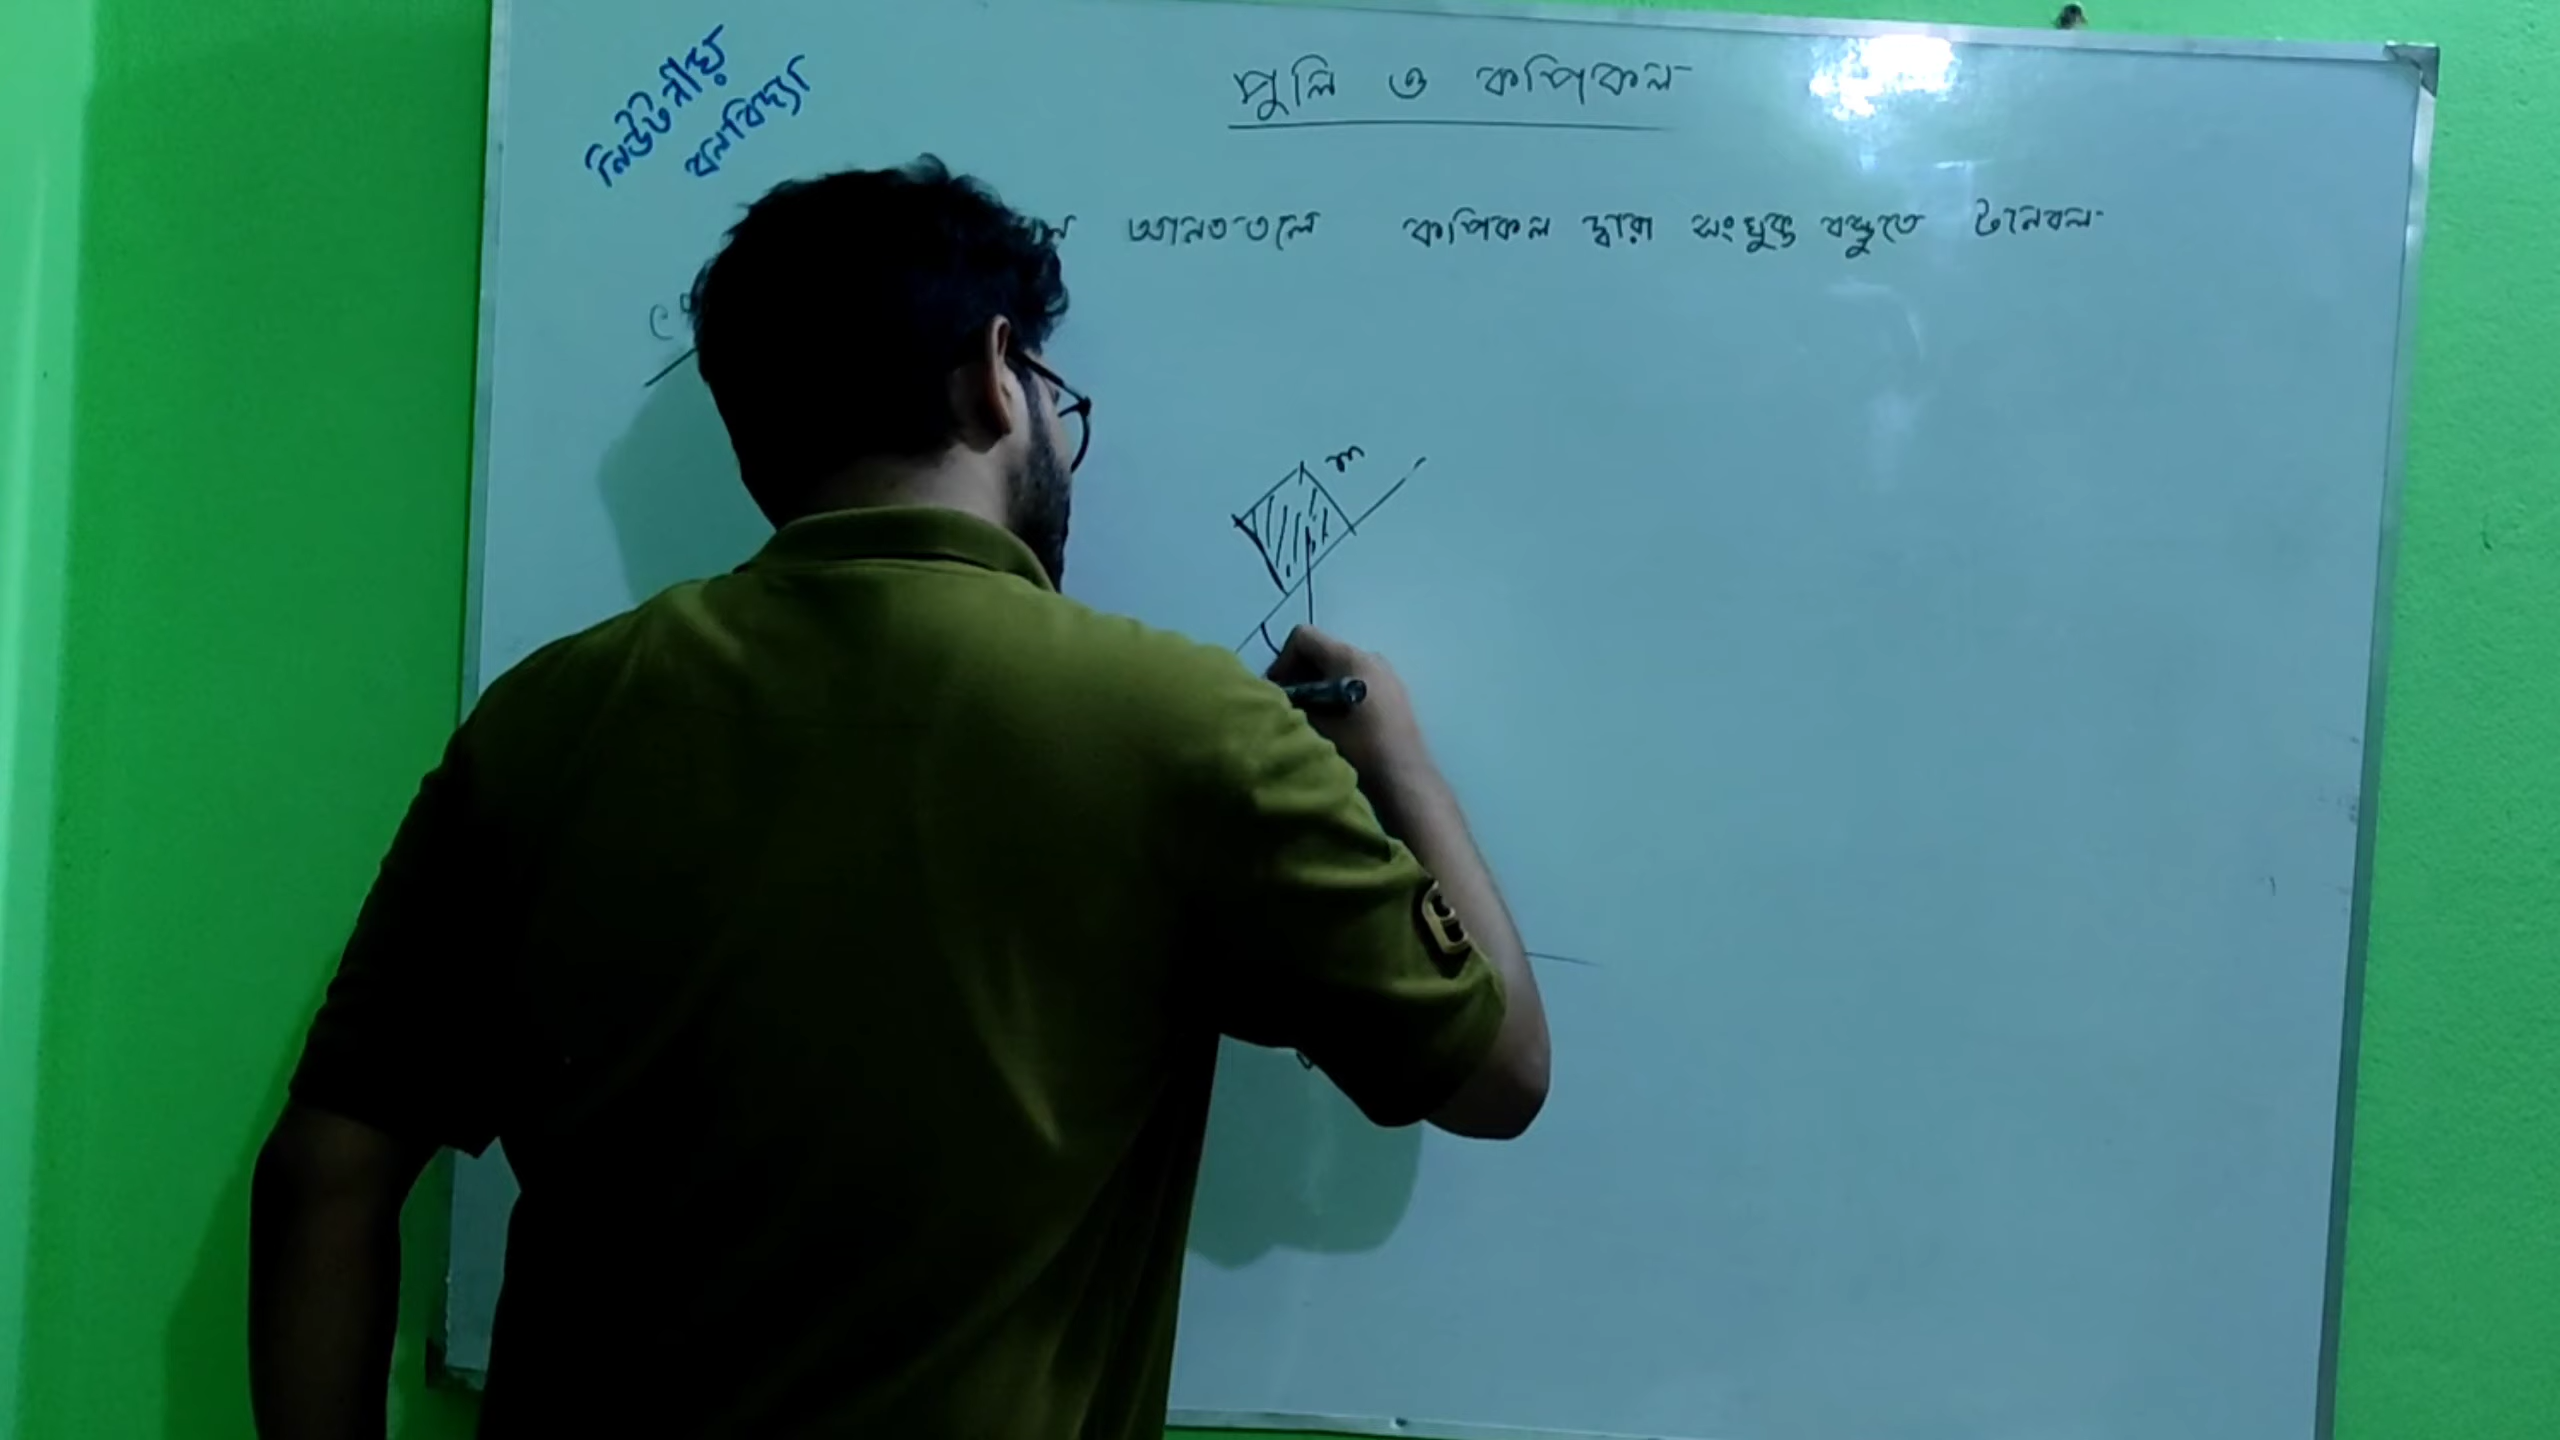 নিউটনীয়
বলবিদ্যা
পুলি ও কপিকল
আনত তলে কপিকল দ্বারা সংযুক্ত বস্তুতে টানবল
m